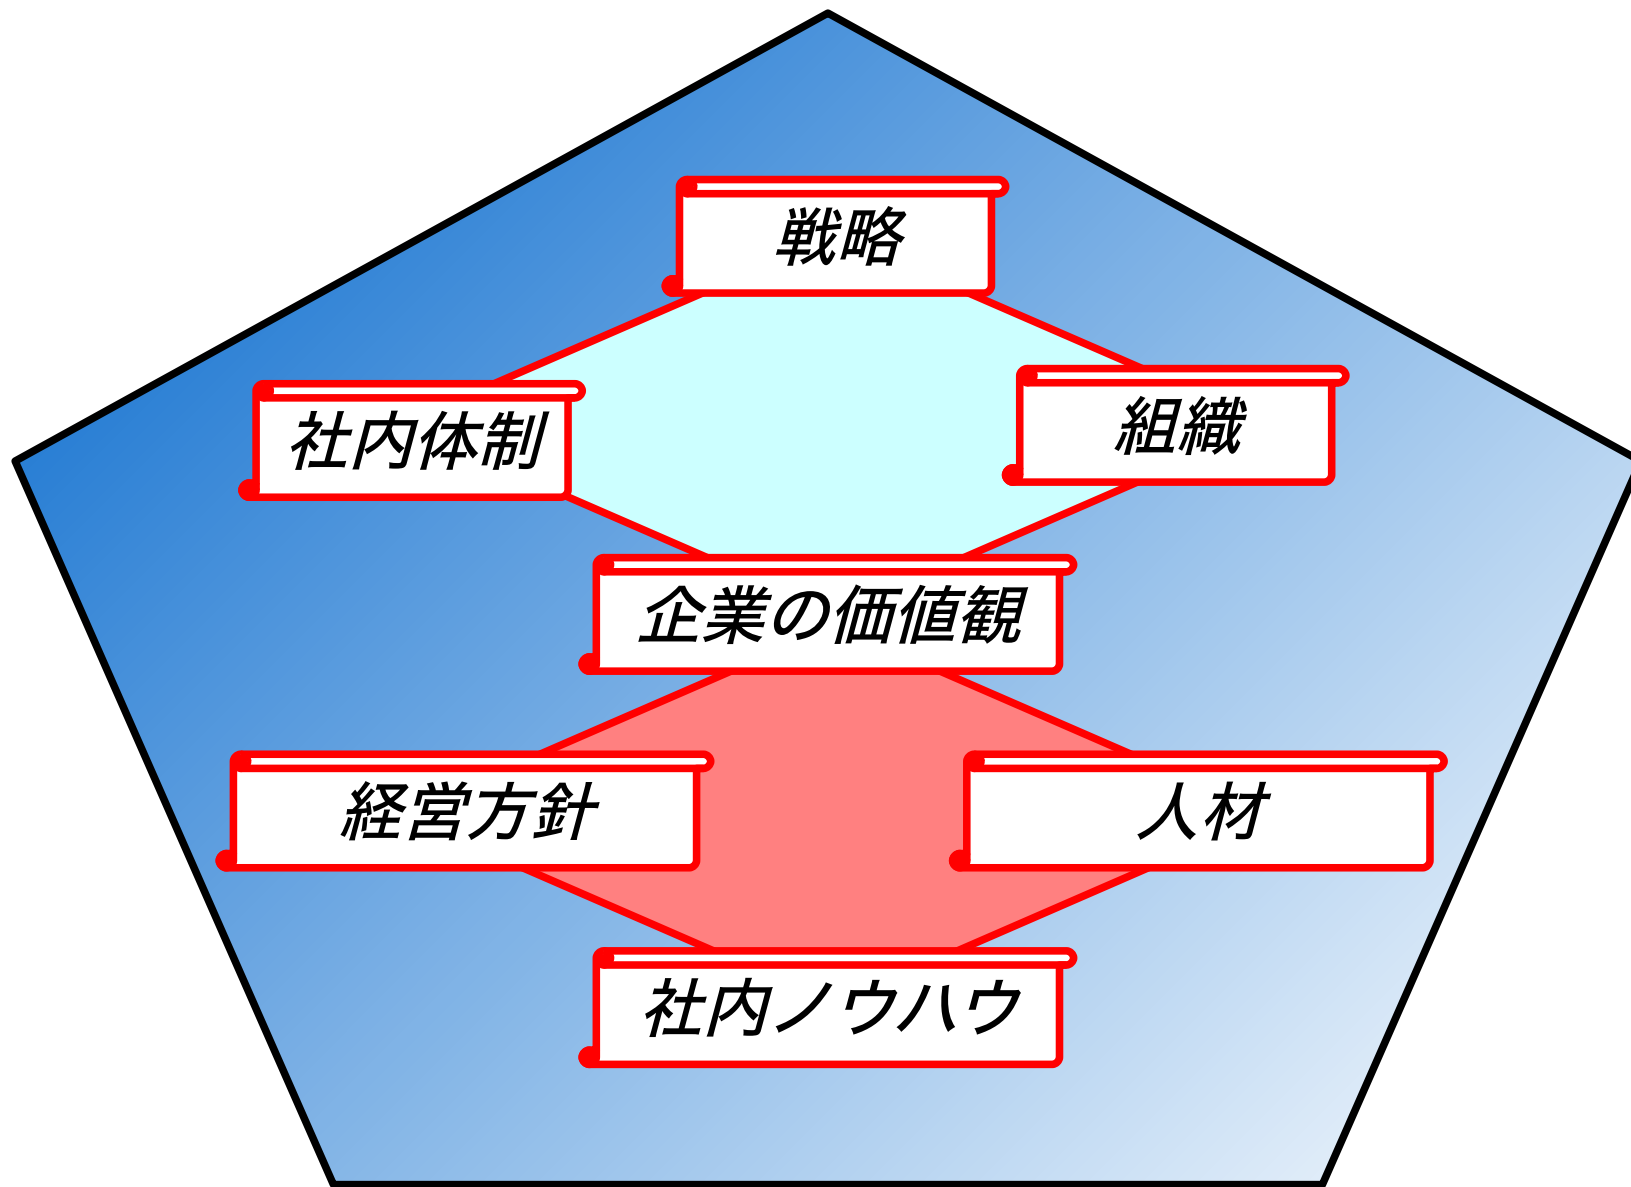 戦略
社内体制
組織
企業の価値観
経営方針
人材
社内ノウハウ